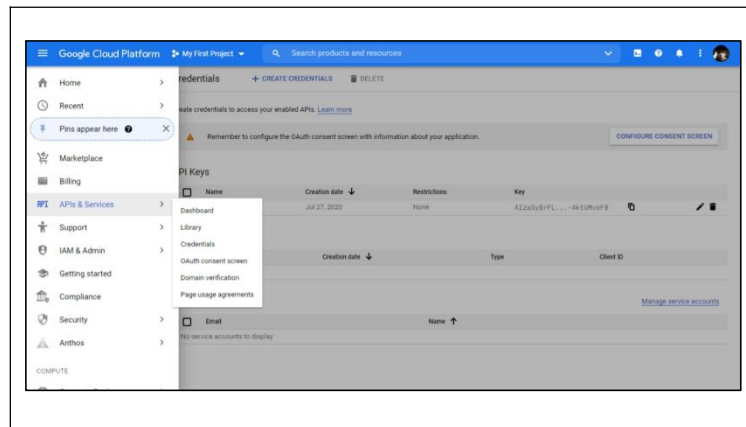 Google Cloud Platform My First Project Search products and resources
Home
Recent
Pins appear here
Marketplace
Billing
API APIs & Services
Support
IAM & Admin
Getting started
Compliance
Security
Anthos
COMPUTE
Dashboard
Library
Credentials
OAuth consent screen
Domain verification
Page usage agreements
redentials + CREATE CREDENTIALS DELETE
eate credentials to access your enabled APIs. Learn more
Remember to configure the OAuth consent screen with information about your application. CONFIGURE CONSENT SCREEN
PI Keys
Name Creation date Restrictions Key
Jul 27, 2020 None
Creation date Type Client ID
Manage service accounts
Email Name
No service accounts to display